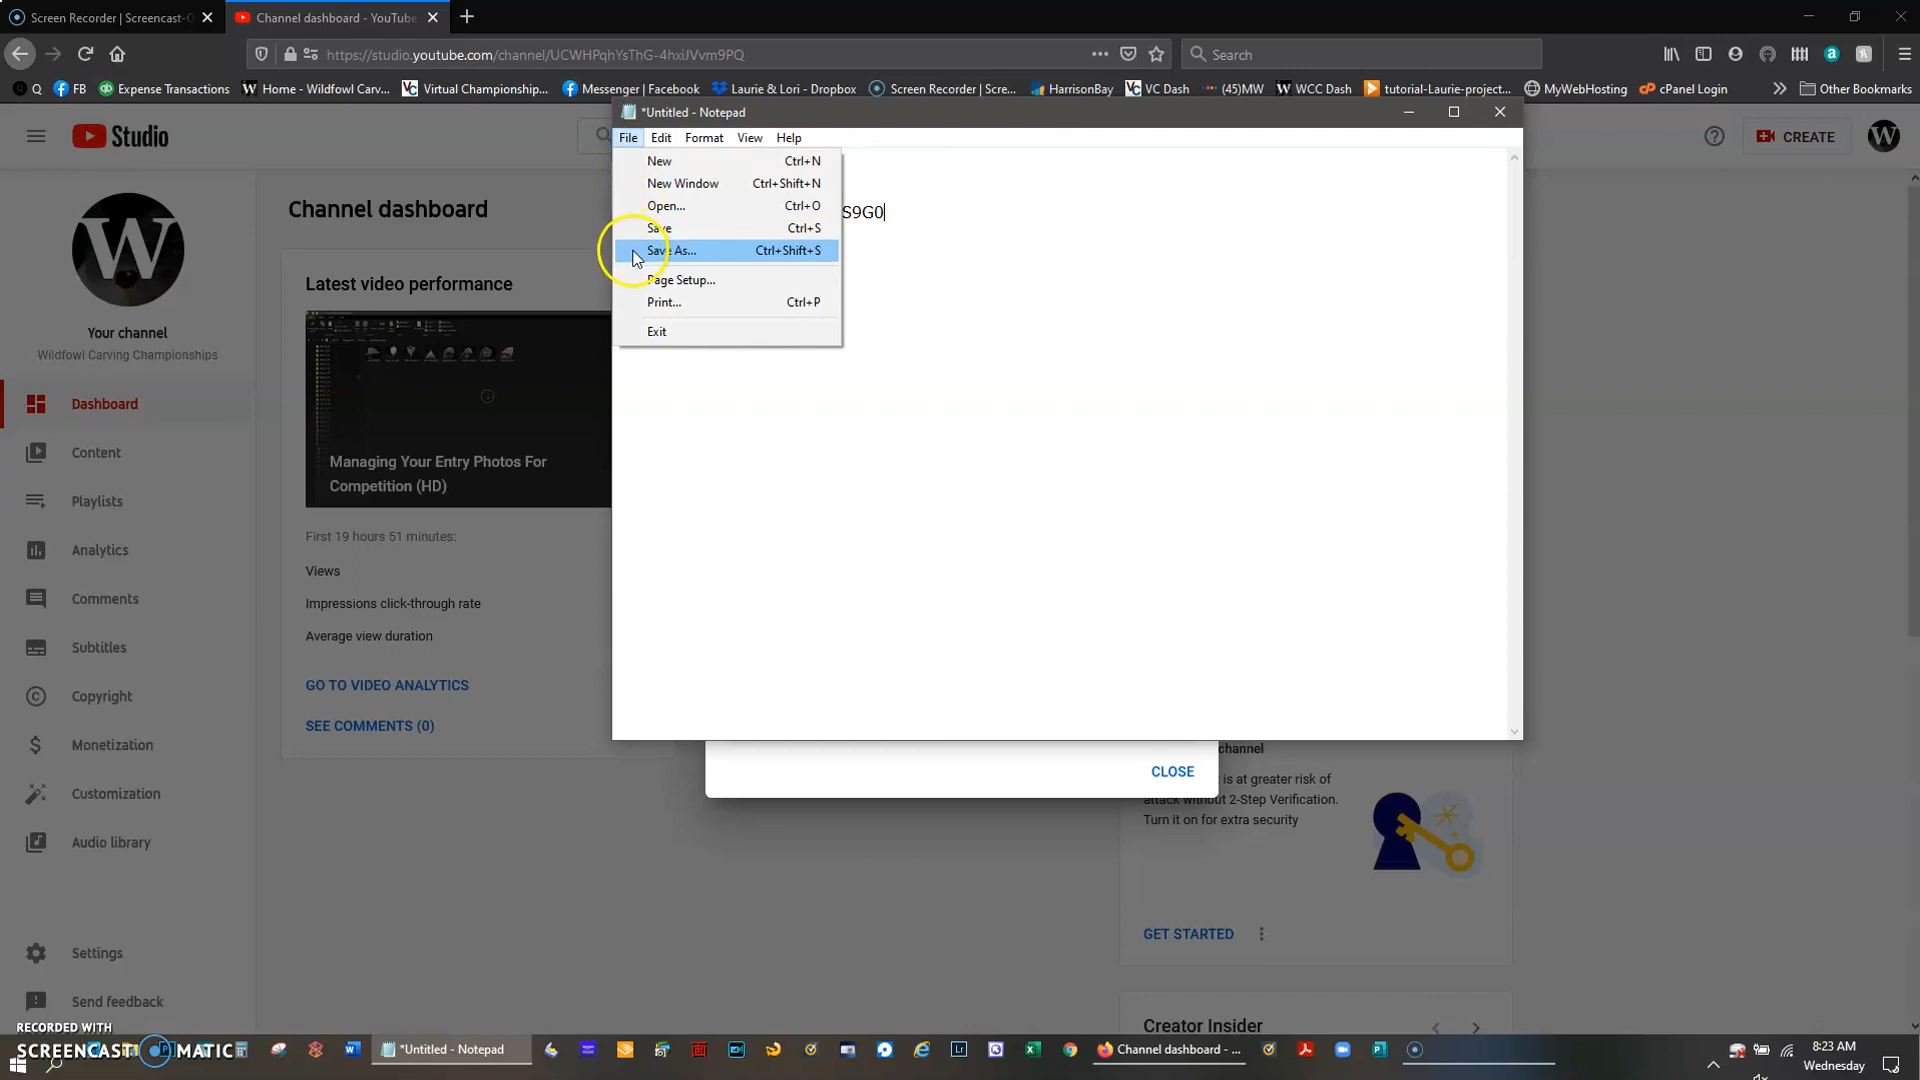 Screen Recorder | Screencast-O
Channel dashboard - YouTube
https://studio.youtube.com/channel/UCWHPqhYsThG-4hxiJVvm9PQ
Search
Q
FB
Expense Transactions
Home - Wildfowl Carv...
Virtual Championship...
Messenger | Facebook
Laurie & Lori - Dropbox
Screen Recorder | Scre...
HarrisonBay
VC Dash
(45)MW
WCC Dash
tutorial-Laurie-project...
MyWebHosting
cPanel Login
Other Bookmarks
*Untitled - Notepad
File
Edit
Format
View
Help
New Ctrl+N
New Window Ctrl+Shift+N
Open... Ctrl+O
Save Ctrl+S
Save As... Ctrl+Shift+S
Page Setup...
Print... Ctrl+P
Exit
S9G0
Studio
CREATE
Channel dashboard
Your channel
Wildfowl Carving Championships
Dashboard
Content
Playlists
Analytics
Comments
Subtitles
Copyright
Monetization
Customization
Audio library
Settings
Send feedback
Latest video performance
Managing Your Entry Photos For
Competition (HD)
First 19 hours 51 minutes:
Views
Impressions click-through rate
Average view duration
GO TO VIDEO ANALYTICS
SEE COMMENTS (0)
CLOSE
channel
is at greater risk of
attack without 2-Step Verification.
Turn it on for extra security
GET STARTED
Creator Insider
RECORDED WITH
SCREENCAST MATIC
*Untitled - Notepad
Channel dashboard - ...
8:23 AM
Wednesday